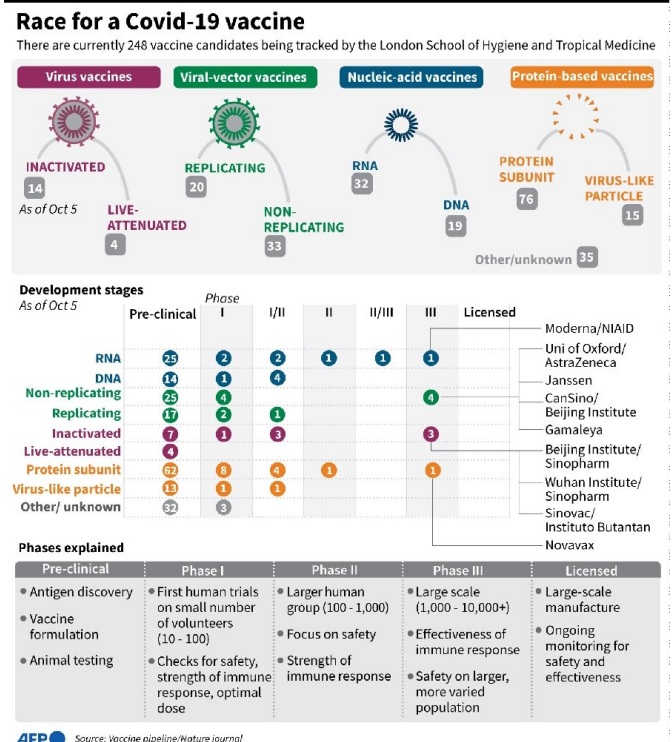 Race for a Covid-19 vaccine
There are currently 248 vaccine candidates being tracked by the London School of Hygiene and Tropical Medicine
Virus vaccines
Viral-vector vaccines
Nucleic-acid vaccines
Protein-based vaccines
INACTIVATED
14
As of Oct 5
LIVE-
ATTENUATED
4
REPLICATING
20
NON-
REPLICATING
33
RNA
32
DNA
19
PROTEIN
SUBUNIT
76
VIRUS-LIKE
PARTICLE
15
Other/unknown 35
Development stages
As of Oct 5
Phase
Pre-clinical I I/II II II/III III Licensed
RNA 25 2 2 1 1 1
DNA 14 1 4
Non-replicating 25 4 4
Replicating 17 2 1
Inactivated 7 1 3 3
Live-attenuated 4
Protein subunit 62 8 4 1 1
Virus-like particle 13 1 1
Other/ unknown 32 3
Moderna/NIAID
Uni of Oxford/
AstraZeneca
Janssen
CanSino/
Beijing Institute
Gamaleya
Beijing Institute/
Sinopharm
Wuhan Institute/
Sinopharm
Sinovac/
Instituto Butantan
Novavax
Phases explained
Pre-clinical
• Antigen discovery
• Vaccine
formulation
• Animal testing
Phase I
• First human trials
on small number
of volunteers
(10 - 100)
• Checks for safety,
strength of immune
response, optimal
dose
Phase II
• Larger human
group (100 - 1,000)
• Focus on safety
• Strength of
immune response
Phase III
• Large scale
(1,000 - 10,000+)
• Effectiveness of
immune response
• Safety on larger,
more varied
population
Licensed
• Large-scale
manufacture
• Ongoing
monitoring for
safety and
effectiveness
AFP
Source: Vaccine pipeline/Nature journal